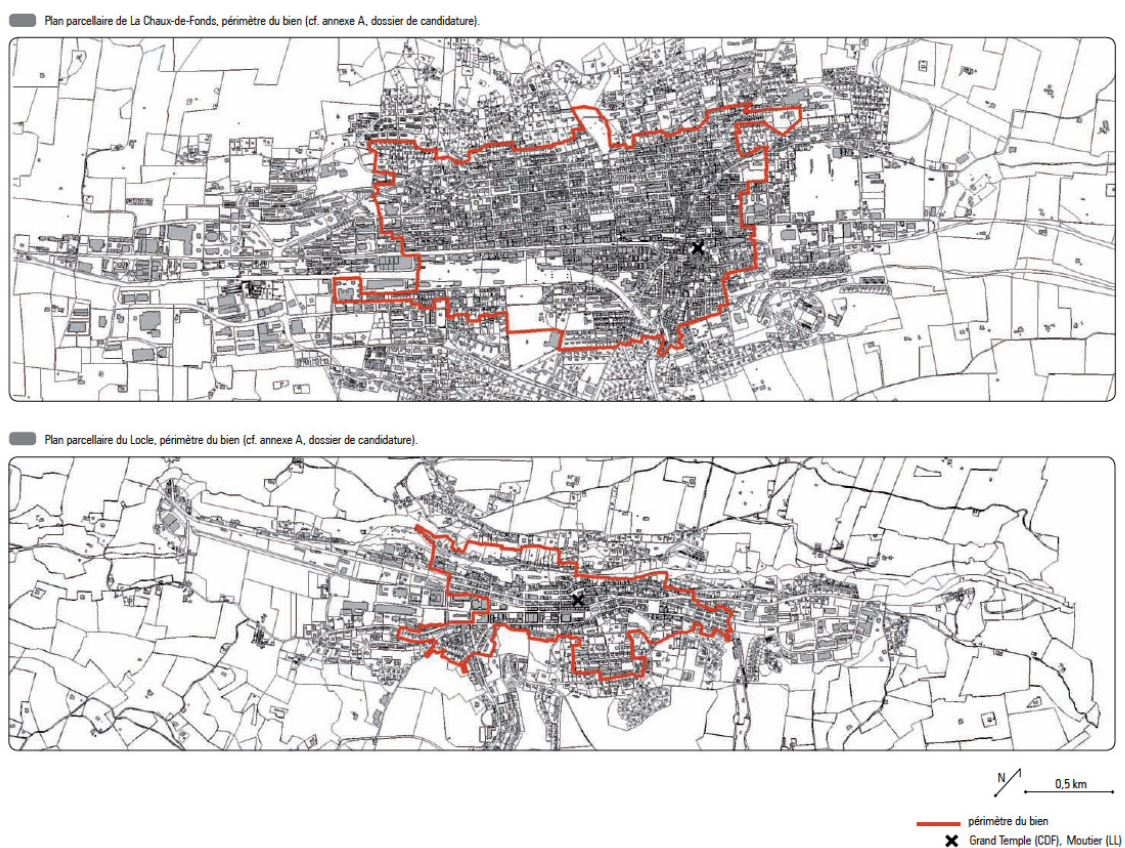 Plan parcellaire de La Chaux-de-Fonds, périmètre du bien (cf. annexe A, dossier de candidature).
Plan parcellaire du Locle, périmètre du bien (cf. annexe A, dossier de candidature).
N
0,5 km
périmètre du bien
Grand Temple (CDF), Moutier (LL)